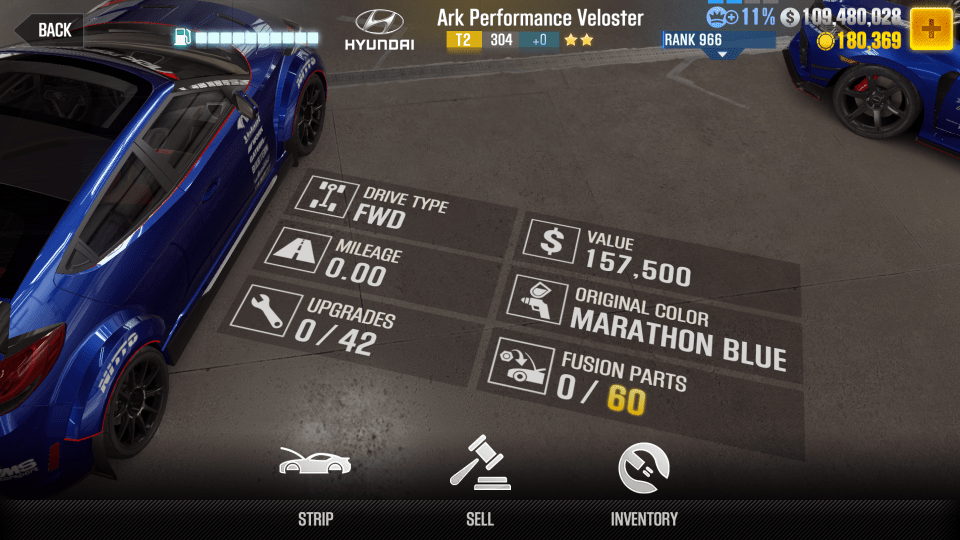 BACK
HYUNDAI
Ark Performance Veloster
T2 304 +0
11%
109,480,028
RANK 966
180,369
DRIVE TYPE
FWD
MILEAGE
0.00
UPGRADES
0 / 42
VALUE
157,500
ORIGINAL COLOR
MARATHON BLUE
FUSION PARTS
0 / 60
NITTO
NITTO
STRIP
SELL
INVENTORY